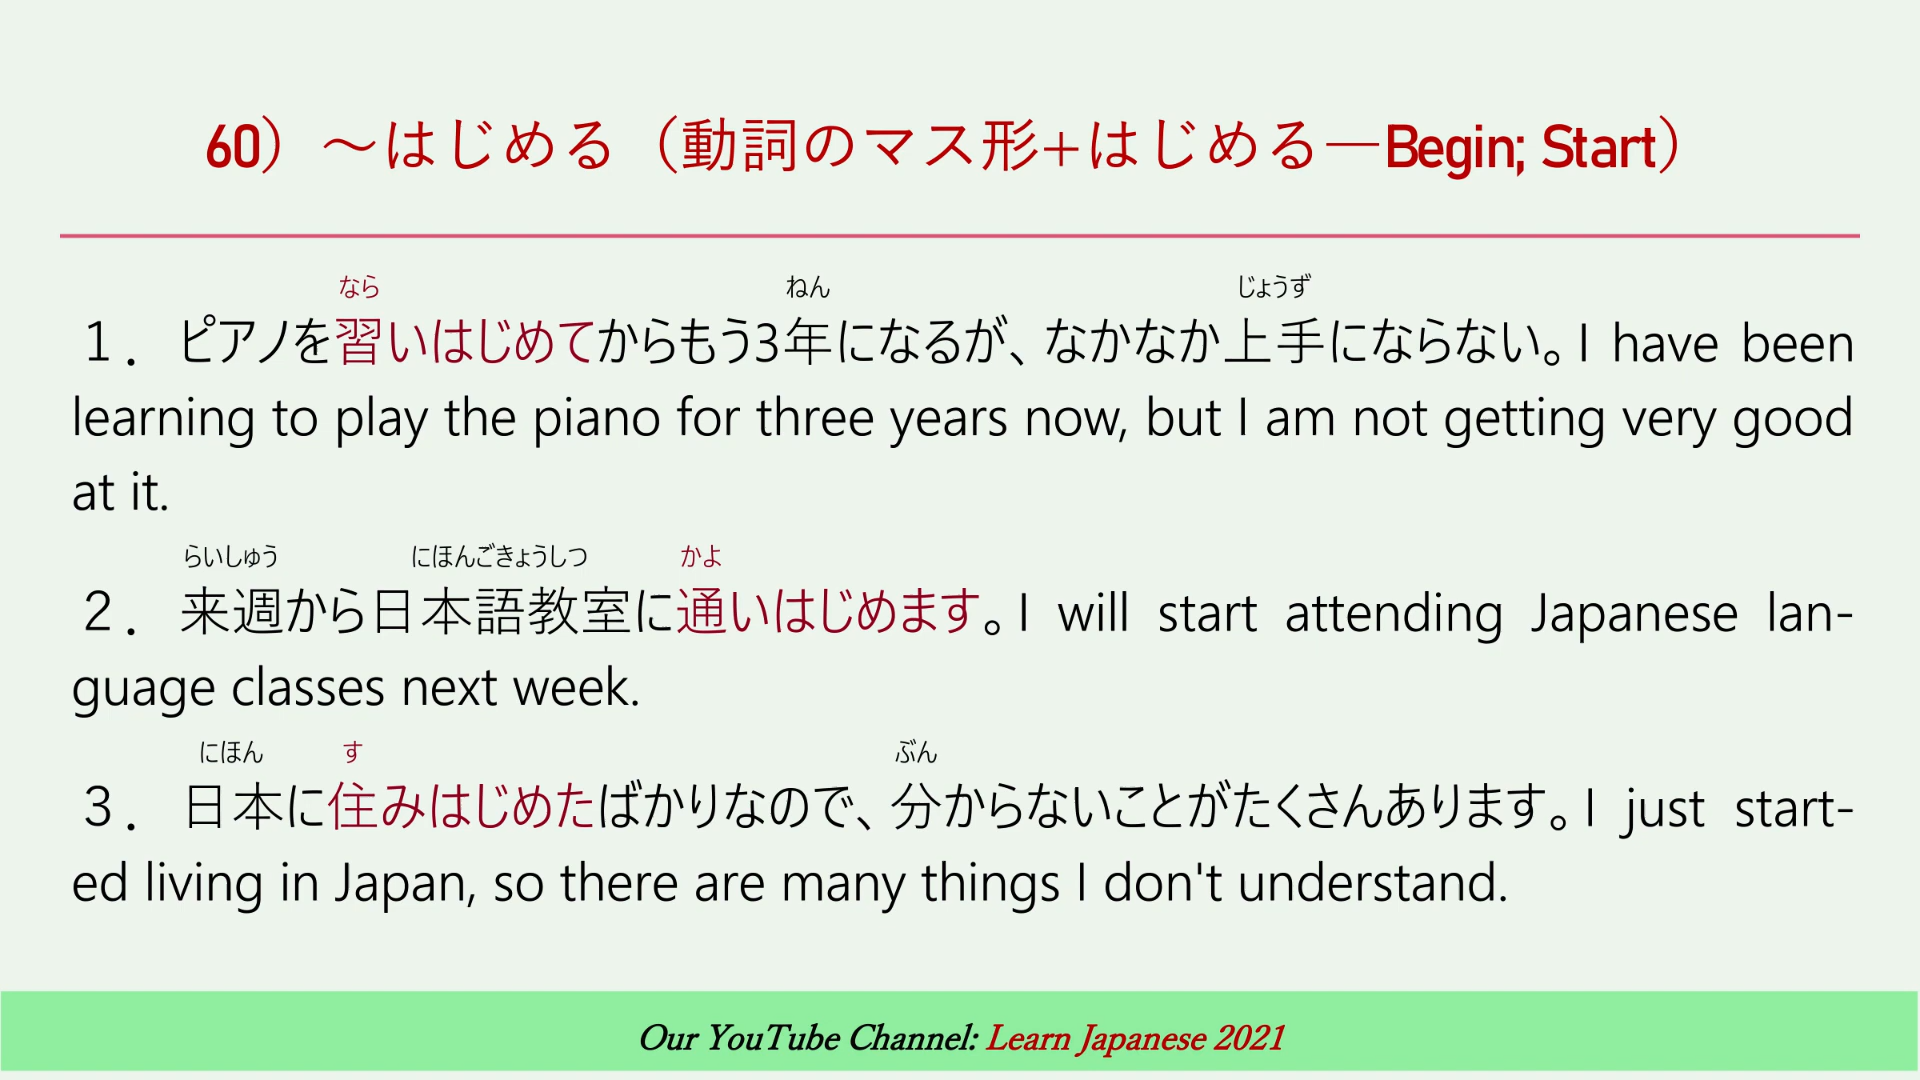 60）～はじめる（動詞のマス形+はじめる―Begin; Start）
なら ねん じょうず
１．ピアノを習いはじめてからもう3年になるが、なかなか上手にならない。I have been
learning to play the piano for three years now, but I am not getting very good
at it.
らいしゅう にほんごきょうしつ かよ
２．来週から日本語教室に通いはじめます。I will start attending Japanese lan-
guage classes next week.
にほん す ぶん
３．日本に住みはじめたばかりなので、分からないことがたくさんあります。I just start-
ed living in Japan, so there are many things I don't understand.
Our YouTube Channel: Learn Japanese 2021